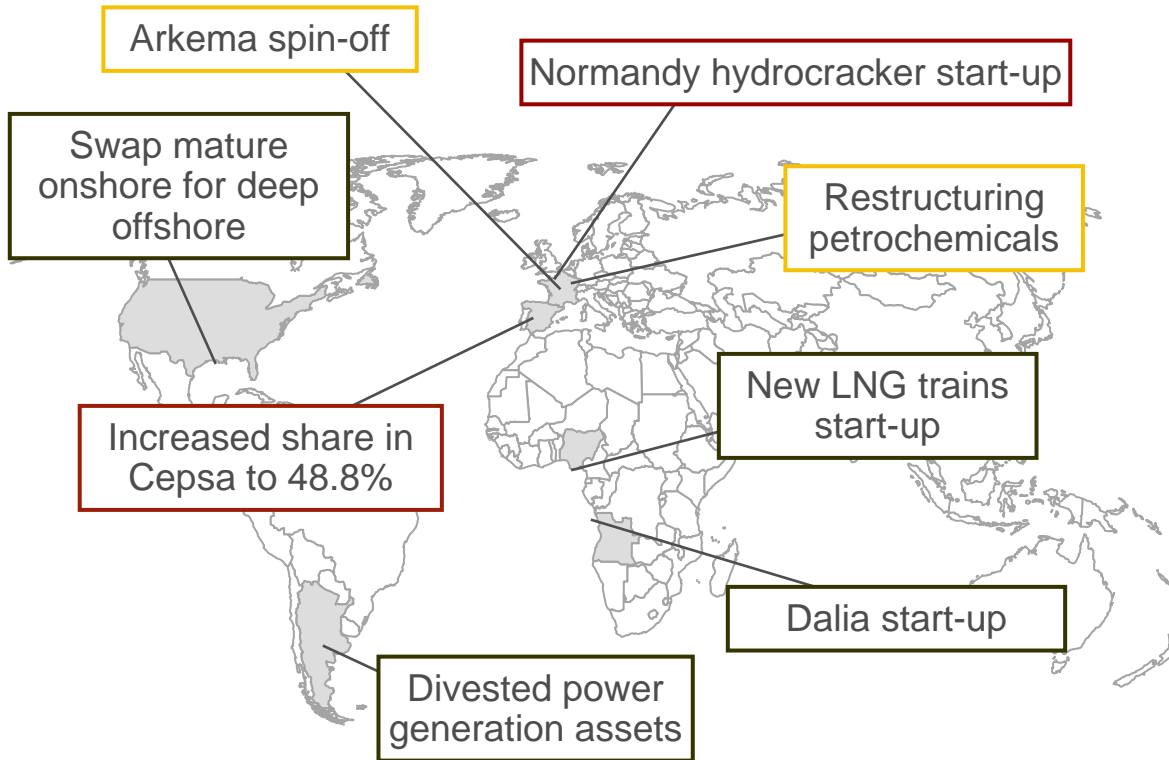 Arkema spin-off
Normandy hydrocracker start-up
Swap mature
onshore for deep
offshore
Restructuring
petrochemicals
New LNG trains
start-up
Increased share in
Cepsa to 48.8%
Dalia start-up
Divested power
generation assets